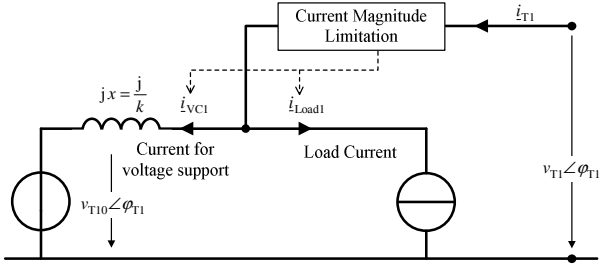 Current Magnitude
Limitation
i_T1
j x = j/k
i_VC1
i_Load1
Current for
voltage support
Load Current
v_T10∠φ_T1
v_T1∠φ_T1